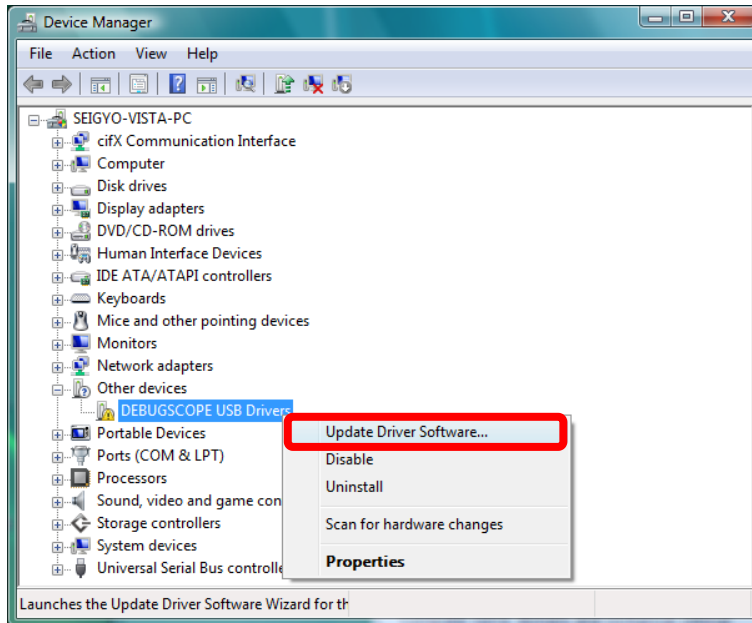 Device Manager
File Action View Help
SEIGYO-VISTA-PC
cifX Communication Interface
Computer
Disk drives
Display adapters
DVD/CD-ROM drives
Human Interface Devices
IDE ATA/ATAPI controllers
Keyboards
Mice and other pointing devices
Monitors
Network adapters
Other devices
DEBUGSCOPE USB Drivers
Portable Devices
Ports (COM & LPT)
Processors
Sound, video and game con
Storage controllers
System devices
Universal Serial Bus controlle
Update Driver Software...
Disable
Uninstall
Scan for hardware changes
Properties
Launches the Update Driver Software Wizard for th